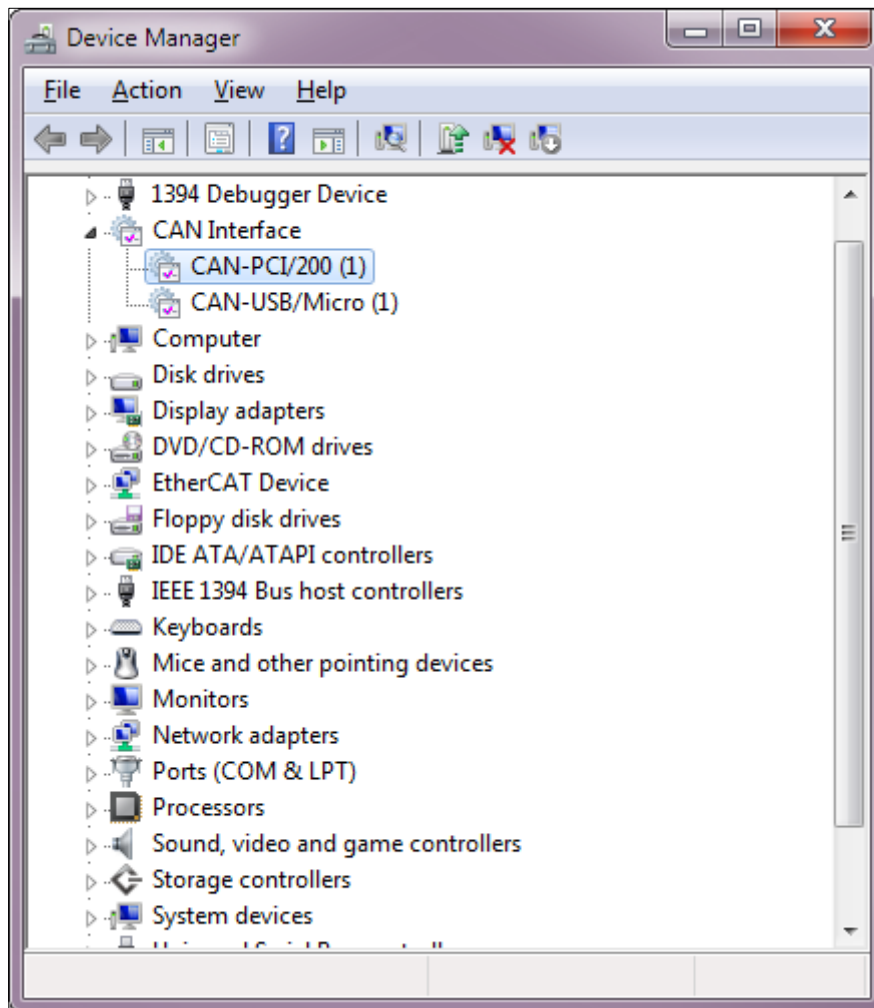 Device Manager
File Action View Help
1394 Debugger Device
CAN Interface
CAN-PCI/200 (1)
CAN-USB/Micro (1)
Computer
Disk drives
Display adapters
DVD/CD-ROM drives
EtherCAT Device
Floppy disk drives
IDE ATA/ATAPI controllers
IEEE 1394 Bus host controllers
Keyboards
Mice and other pointing devices
Monitors
Network adapters
Ports (COM & LPT)
Processors
Sound, video and game controllers
Storage controllers
System devices